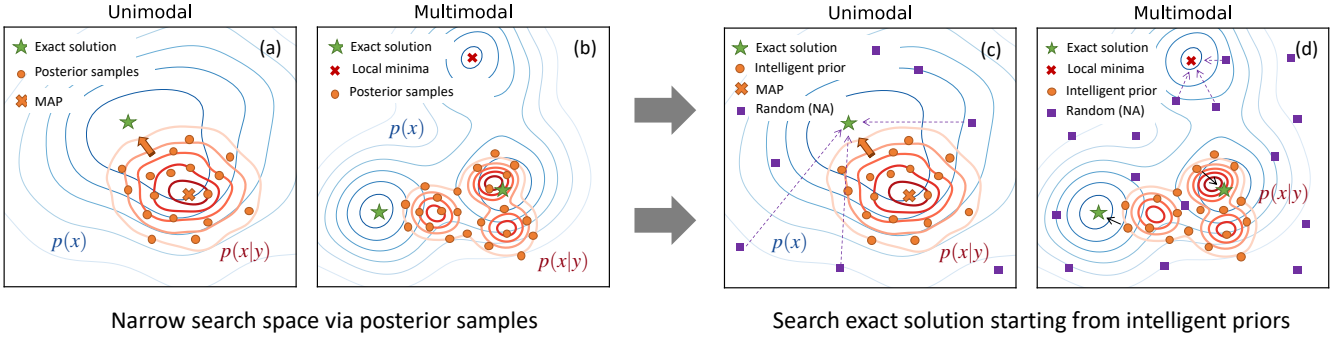 Unimodal
(a)
Exact solution
Posterior samples
MAP
p(x)
p(x|y)
Multimodal
(b)
Exact solution
Local minima
Posterior samples
p(x)
p(x|y)
Narrow search space via posterior samples
Unimodal
(c)
Exact solution
Intelligent prior
MAP
Random (NA)
p(x)
p(x|y)
Multimodal
(d)
Exact solution
Local minima
Intelligent prior
Random (NA)
p(x|y)
Search exact solution starting from intelligent priors